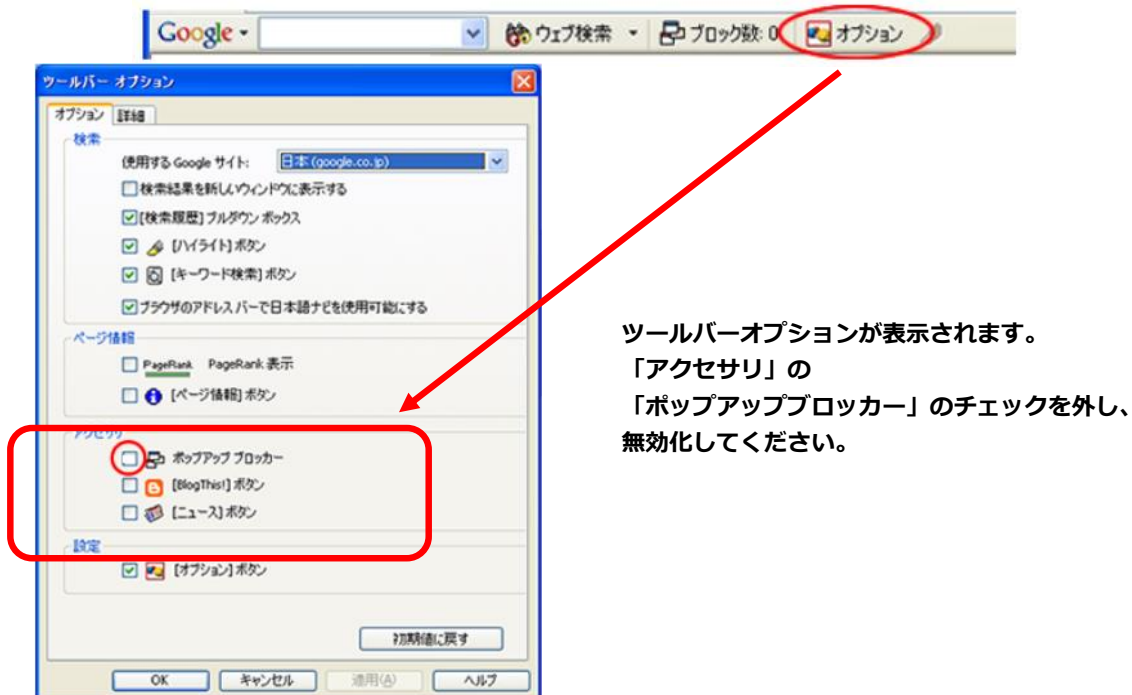 Google
ウェブ検索
ブロック数: 0
オプション
ツールバー オプション
オプション 詳細
検索
使用する Google サイト: 日本 (google.co.jp)
検索結果を新しいウィンドウに表示する
[検索履歴] プルダウン ボックス
[ハイライト] ボタン
[キーワード検索] ボタン
ブラウザのアドレス バーで日本語ナビを使用可能にする
ページ情報
PageRank PageRank 表示
[ページ情報] ボタン
アクセサリ
ポップアップ ブロッカー
[BlogThis!] ボタン
[ニュース] ボタン
設定
[オプション] ボタン
初期値に戻す
OK キャンセル 適用(A) ヘルプ
ツールバーオプションが表示されます。
「アクセサリ」の
「ポップアップブロッカー」のチェックを外し、
無効化してください。